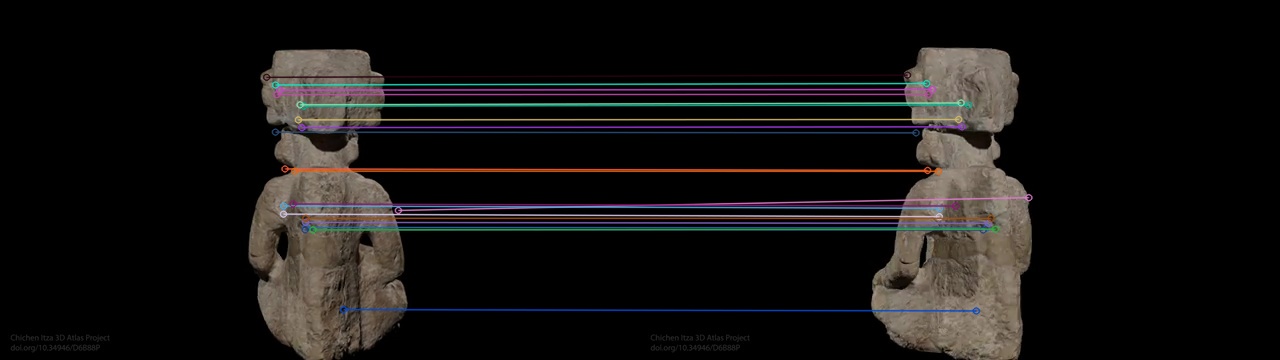 Chichen Itza 3D Atlas Project
doi.org/10.34946/D6B88P
Chichen Itza 3D Atlas Project
doi.org/10.34946/D6B88P